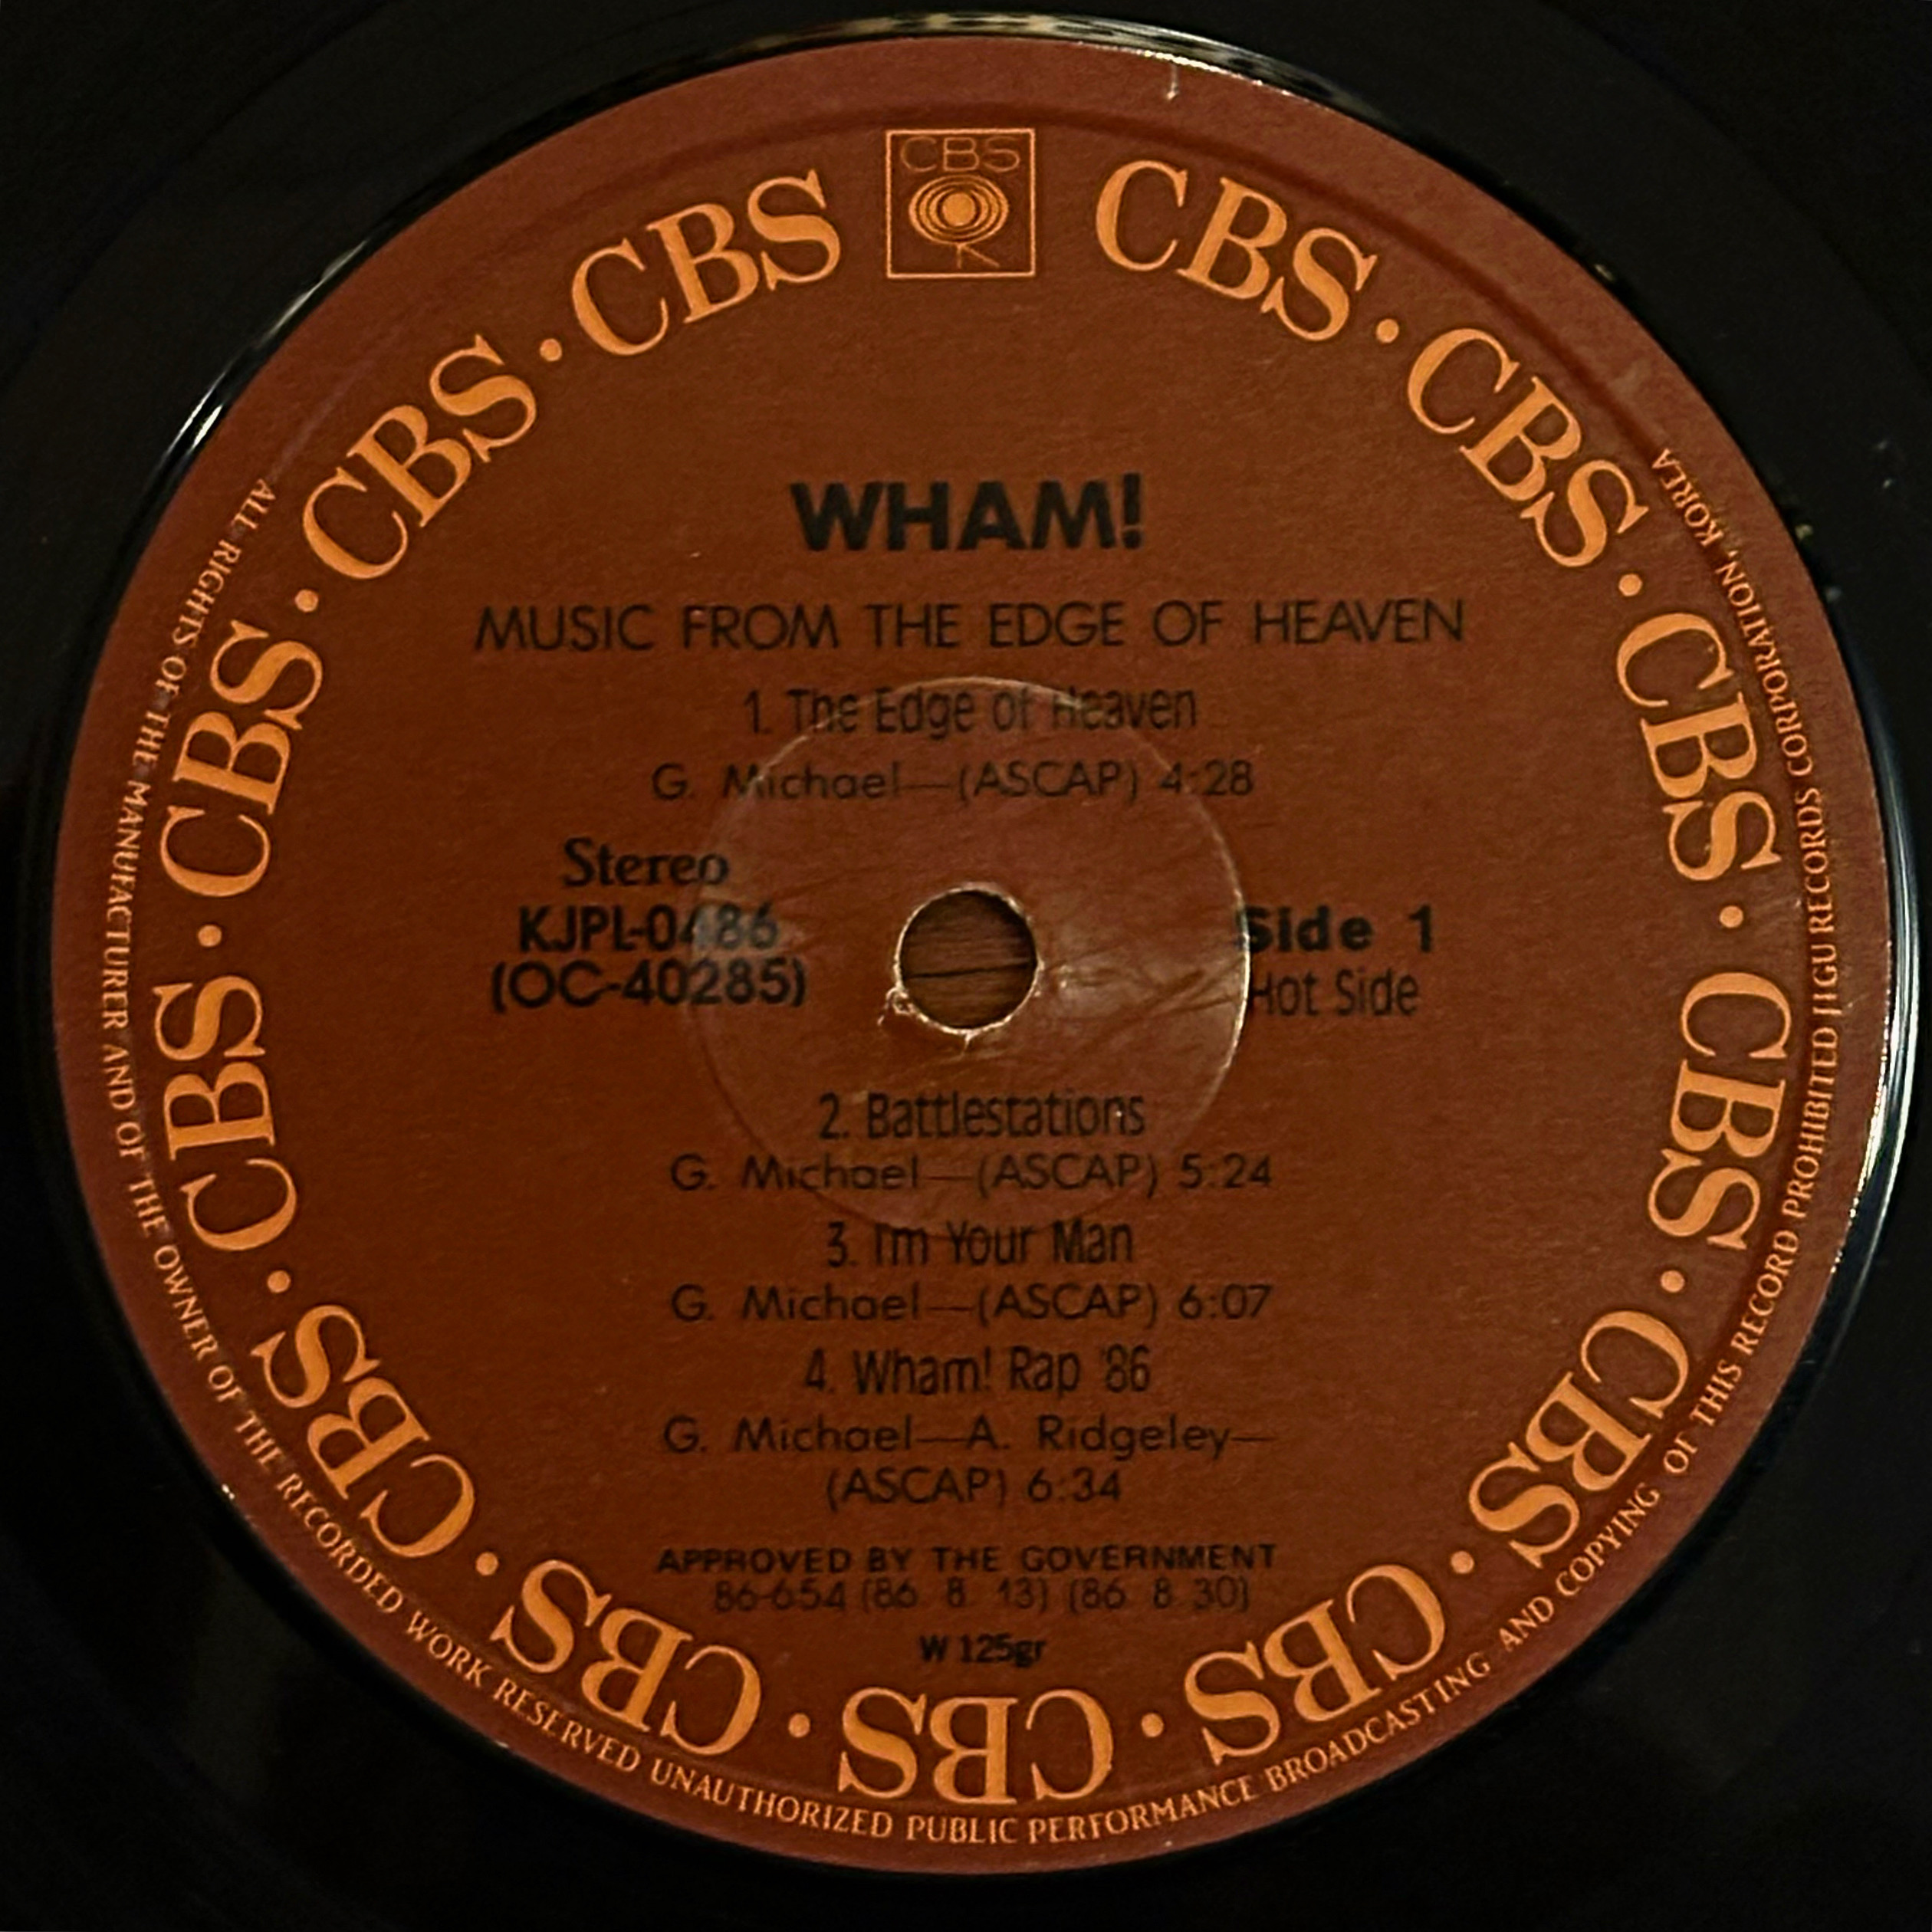 CBS
CBS · CBS · CBS · CBS · CBS · CBS · CBS · CBS · CBS · CBS · CBS · CBS · CBS
WHAM!
MUSIC FROM THE EDGE OF HEAVEN
1. The Edge of Heaven
G. Michael—(ASCAP) 4:28
Stereo
KJPL-0486
(OC-40285)
Side 1
Hot Side
2. Battlestations
G. Michael—(ASCAP) 5:24
3. I'm Your Man
G. Michael—(ASCAP) 6:07
4. Wham! Rap '86
G. Michael—A. Ridgeley—
(ASCAP) 6:34
APPROVED BY THE GOVERNMENT
86-654 (86 8 13) (86 8 30)
W 125gr
ALL RIGHTS OF THE MANUFACTURER AND OF THE OWNER OF THE RECORDED WORK RESERVED UNAUTHORIZED PUBLIC PERFORMANCE BROADCASTING AND COPYING OF THIS RECORD PROHIBITED JIGU RECORDS CORPORATION, KOREA